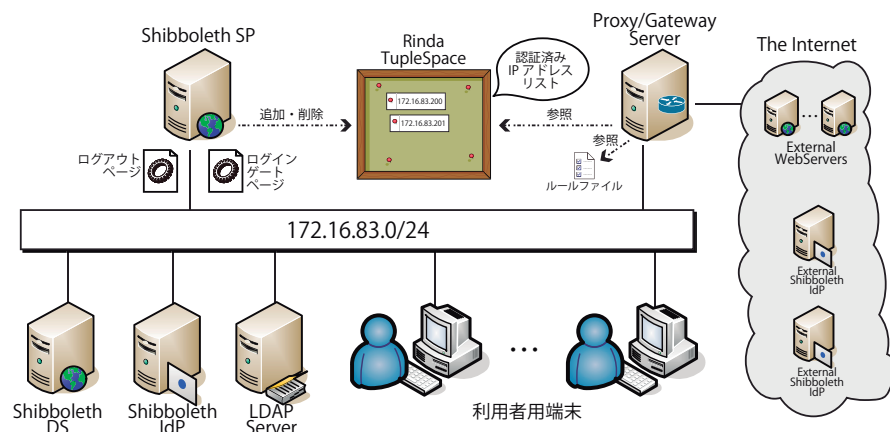 Shibboleth SP
Rinda
TupleSpace
認証済み
IP アドレス
リスト
Proxy/Gateway
Server
The Internet
172.16.83.200
172.16.83.201
追加・削除
参照
参照
ルールファイル
ログアウト
ページ
ログイン
ゲート
ページ
External
WebServers
172.16.83.0/24
External
Shibboleth
IdP
External
Shibboleth
IdP
Shibboleth
DS
Shibboleth
IdP
LDAP
Server
…
利用者用端末